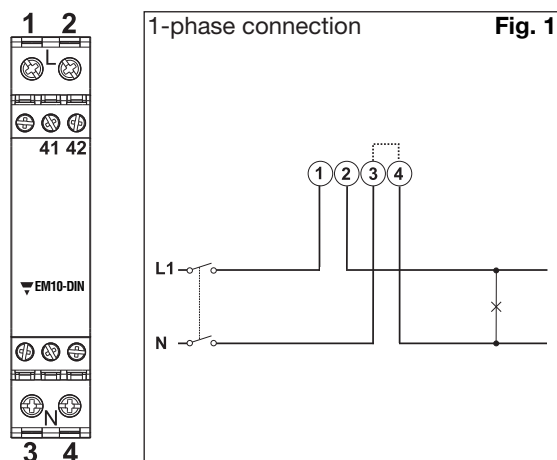 1 2
L
41 42
EM10-DIN
N
3 4
1-phase connection Fig. 1
1 2 3 4
L1
N